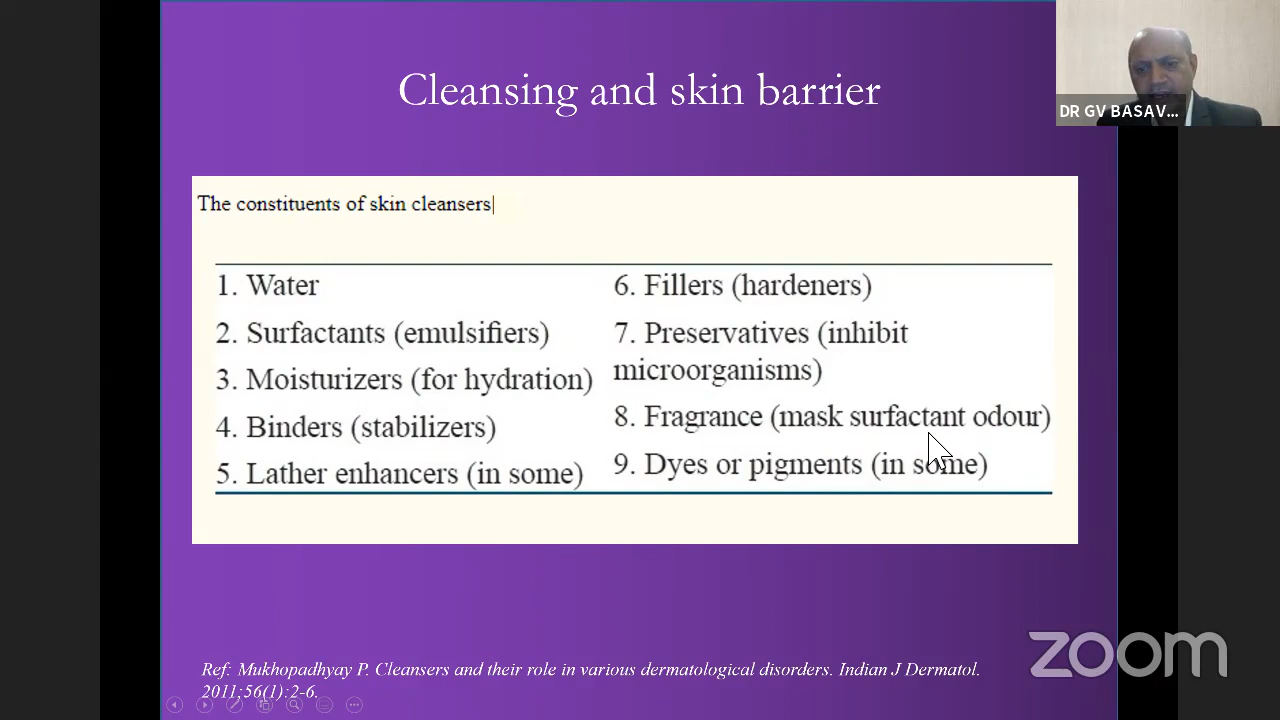 Cleansing and skin barrier
DR GV BASAV...
The constituents of skin cleansers
1. Water
2. Surfactants (emulsifiers)
3. Moisturizers (for hydration)
4. Binders (stabilizers)
5. Lather enhancers (in some)
6. Fillers (hardeners)
7. Preservatives (inhibit
microorganisms)
8. Fragrance (mask surfactant odour)
9. Dyes or pigments (in some)
zoom
Ref: Mukhopadhyay P. Cleansers and their role in various dermatological disorders. Indian J Dermatol.
2011;56(1):2-6.